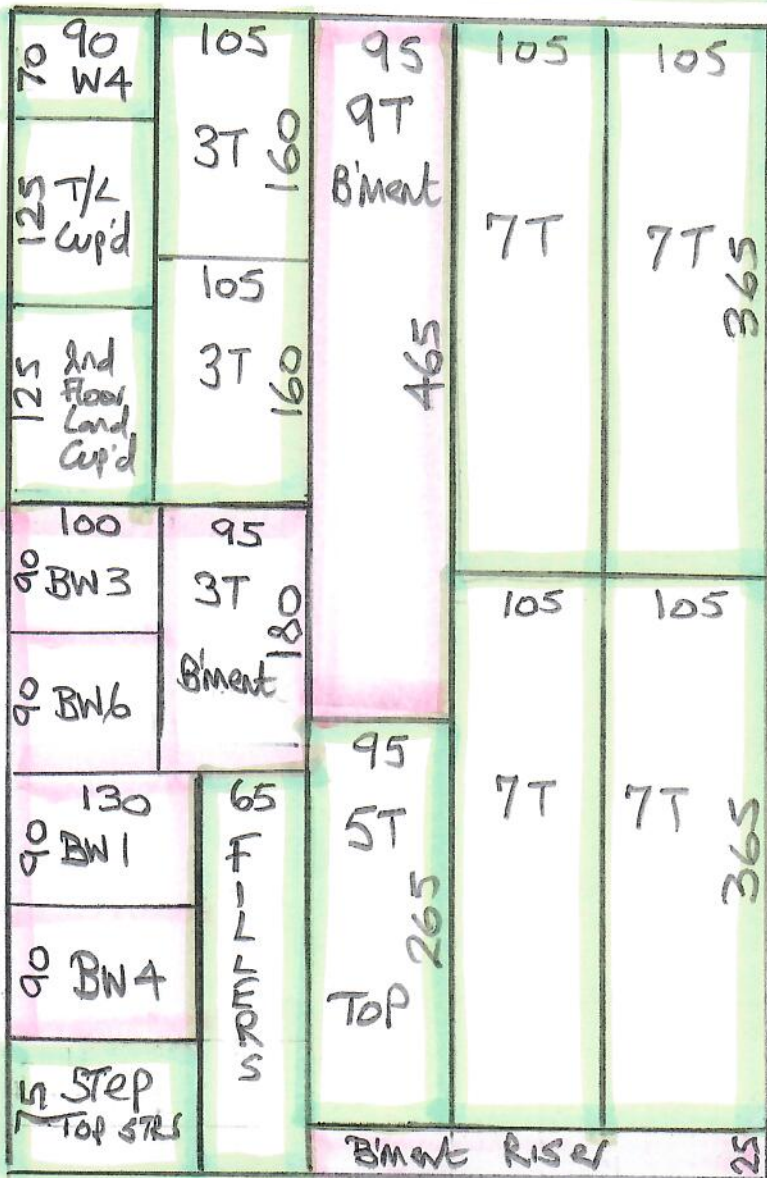 90
70 W4
125 T/L
Cup'd
125 2nd
Floor
Land
Cup'd
105
3T 160
105
3T 160
95
9T
B'ment
465
105
7T
105
7T
365
100
90 BW3
90 BW6
95
3T
180
B'ment
130
90 BW1
90 BW4
75 STep
TOP STRS
65
FILLERS
95
5T
265
TOP
105
7T
105
7T
365
B'ment Riser 25